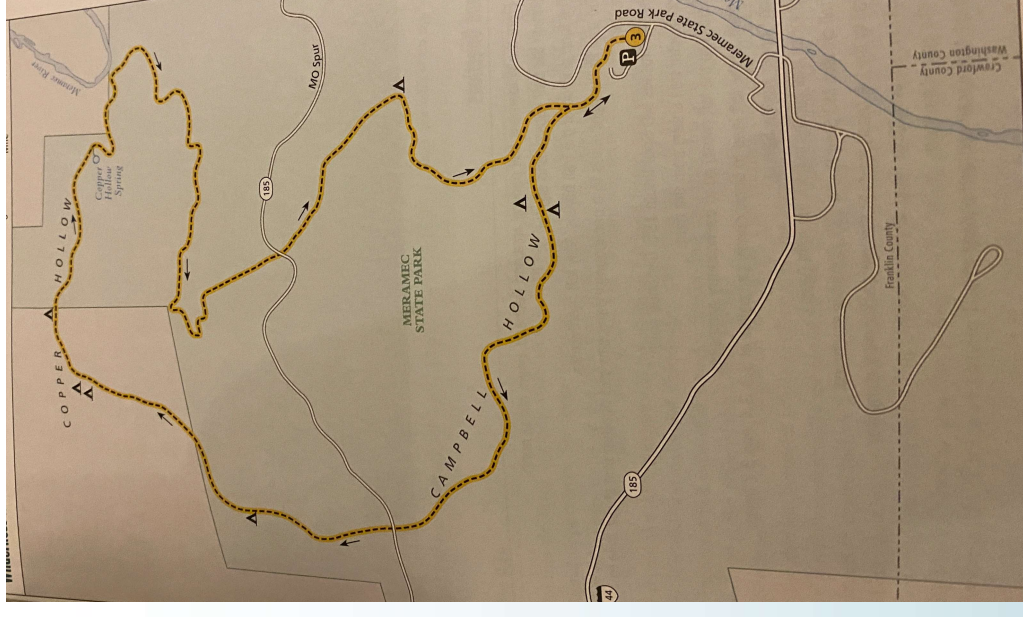 Meramec River
MO Spur
185
Copper
Hollow
Spring
COPPER HOLLOW
MERAMEC
STATE PARK
CAMPBELL HOLLOW
Meramec State Park Road
3
P
185
44
Franklin County
Crawford County
Washington County